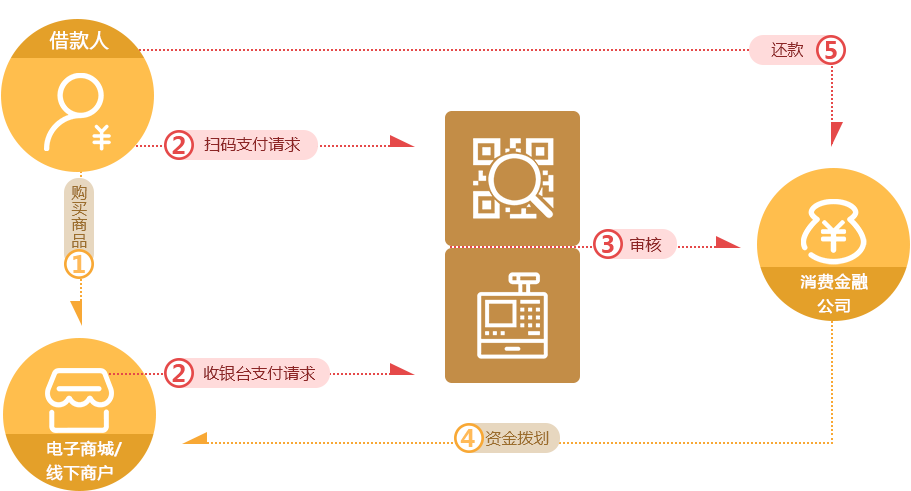 借款人
还款
⑤
②
扫码支付请求
购买商品
①
③
审核
消费金融
公司
②
收银台支付请求
④
资金拨划
电子商城/
线下商户